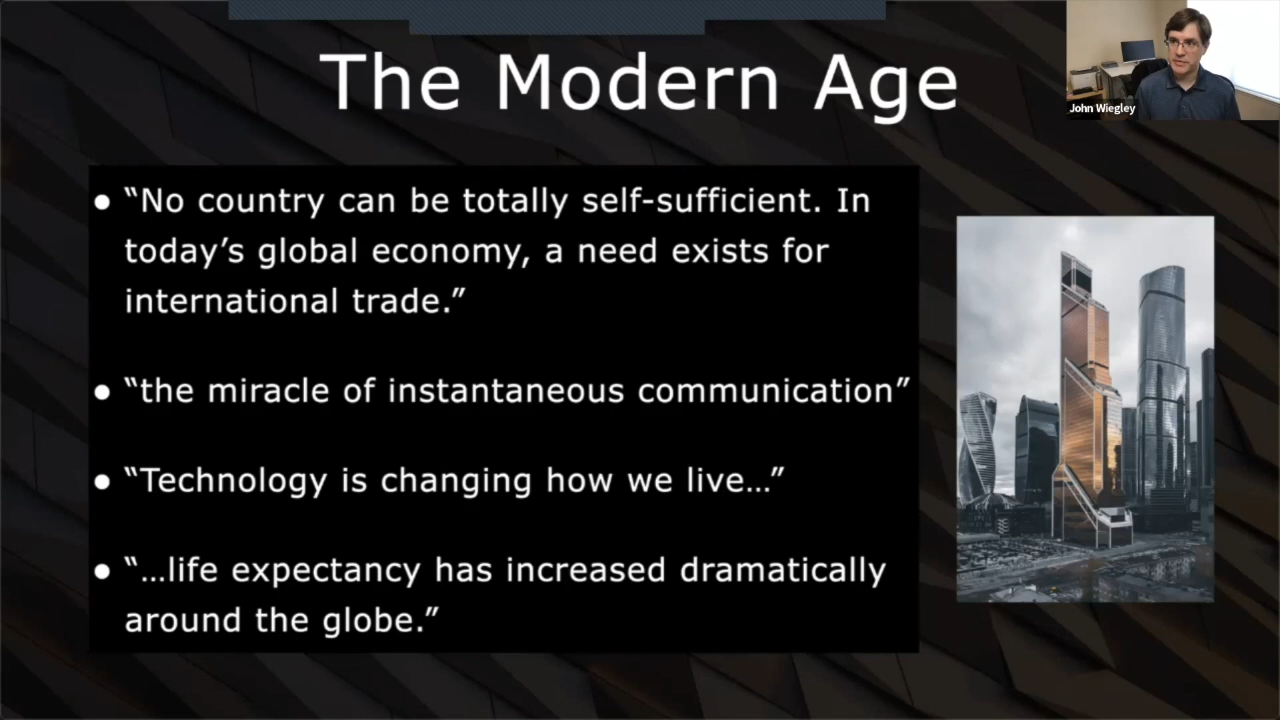 The Modern Age
John Wiegley
• “No country can be totally self-sufficient. In
today’s global economy, a need exists for
international trade.”
• “the miracle of instantaneous communication”
• “Technology is changing how we live…”
• “…life expectancy has increased dramatically
around the globe.”